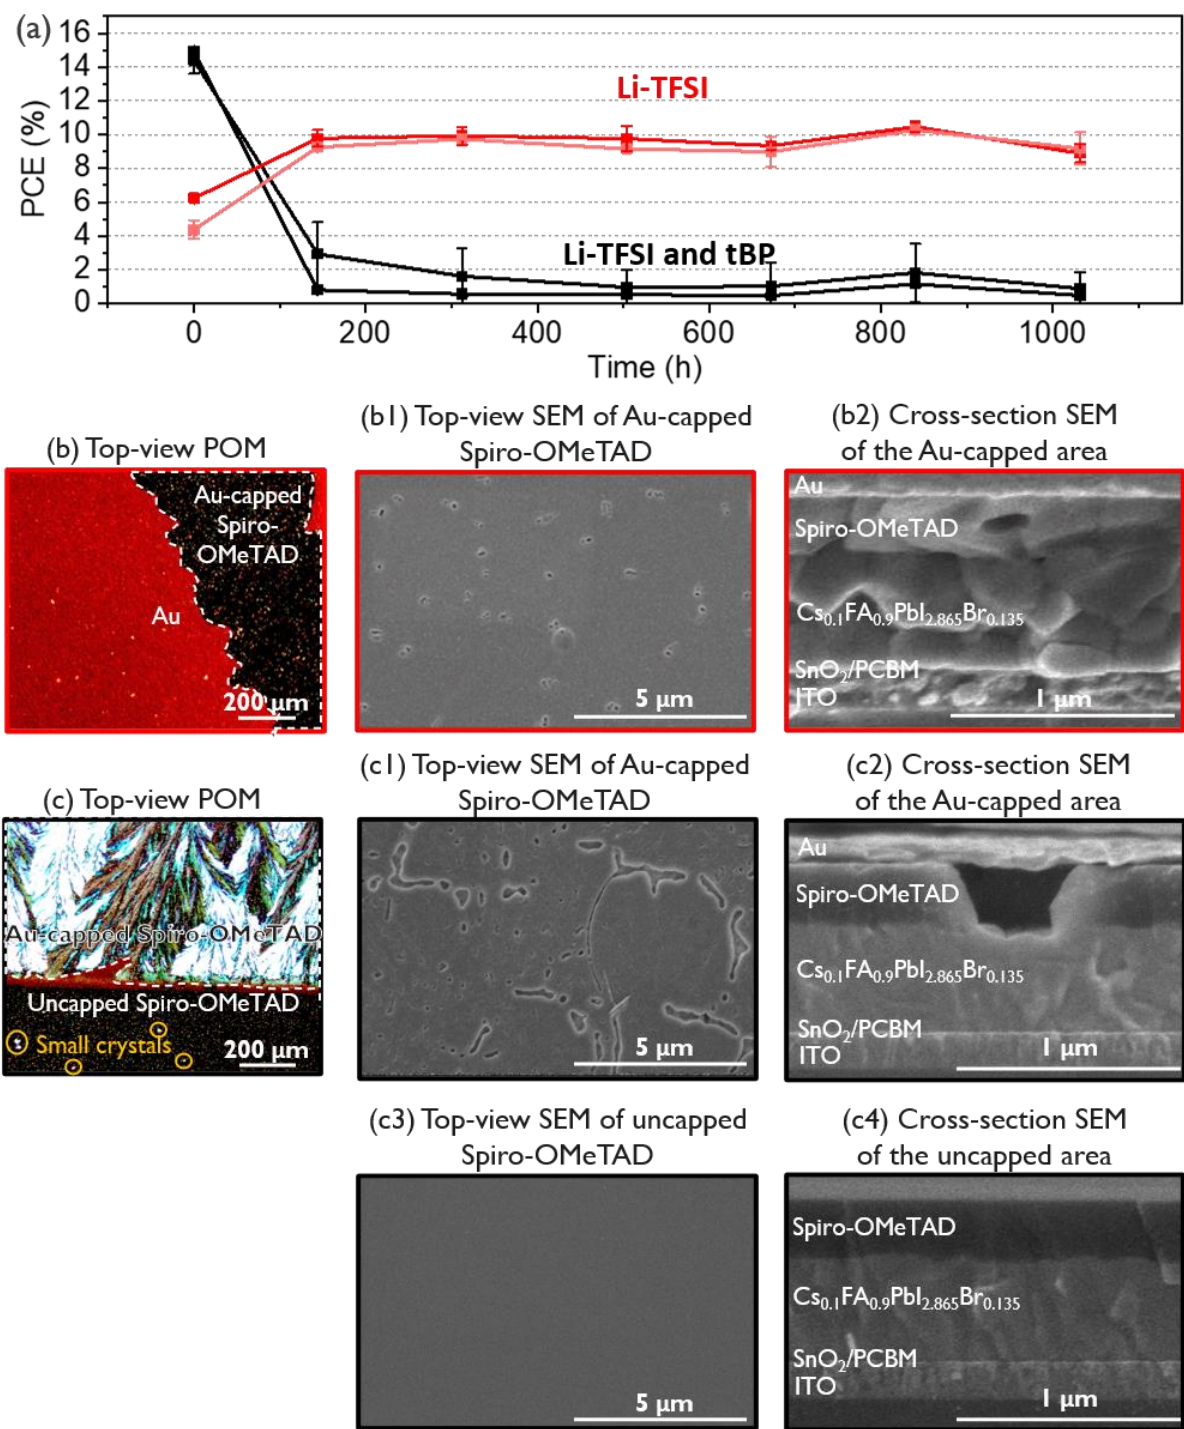 (a)
16
14
12
10
8
6
4
2
0
PCE (%)
Li-TFSI
Li-TFSI and tBP
0
200
400
600
800
1000
Time (h)
(b) Top-view POM
Au-capped
Spiro-
OMeTAD
Au
200 μm
(b1) Top-view SEM of Au-capped
Spiro-OMeTAD
5 μm
(b2) Cross-section SEM
of the Au-capped area
Au
Spiro-OMeTAD
Cs0.1FA0.9PbI2.865Br0.135
SnO2/PCBM
ITO
1 μm
(c) Top-view POM
Au-capped Spiro-OMeTAD
Uncapped Spiro-OMeTAD
Small crystals
200 μm
(c1) Top-view SEM of Au-capped
Spiro-OMeTAD
5 μm
(c2) Cross-section SEM
of the Au-capped area
Au
Spiro-OMeTAD
Cs0.1FA0.9PbI2.865Br0.135
SnO2/PCBM
ITO
1 μm
(c3) Top-view SEM of uncapped
Spiro-OMeTAD
5 μm
(c4) Cross-section SEM
of the uncapped area
Spiro-OMeTAD
Cs0.1FA0.9PbI2.865Br0.135
SnO2/PCBM
ITO
1 μm